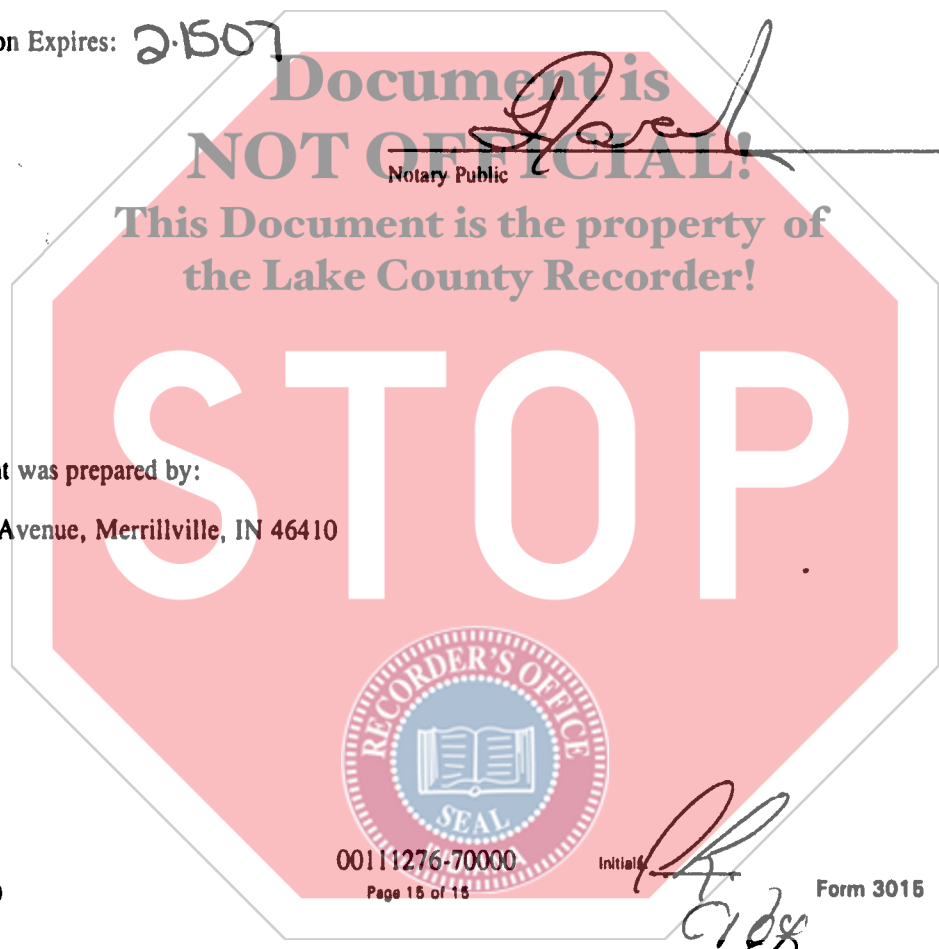 on Expires: 2-1507
Document is
NOT OFFICIAL!
Notary Public
This Document is the property of
the Lake County Recorder!
STOP
t was prepared by:
Avenue, Merrillville, IN 46410
RECORDER'S OFFICE
SEAL
00111276-70000
Initials
Page 15 of 15
Form 3015